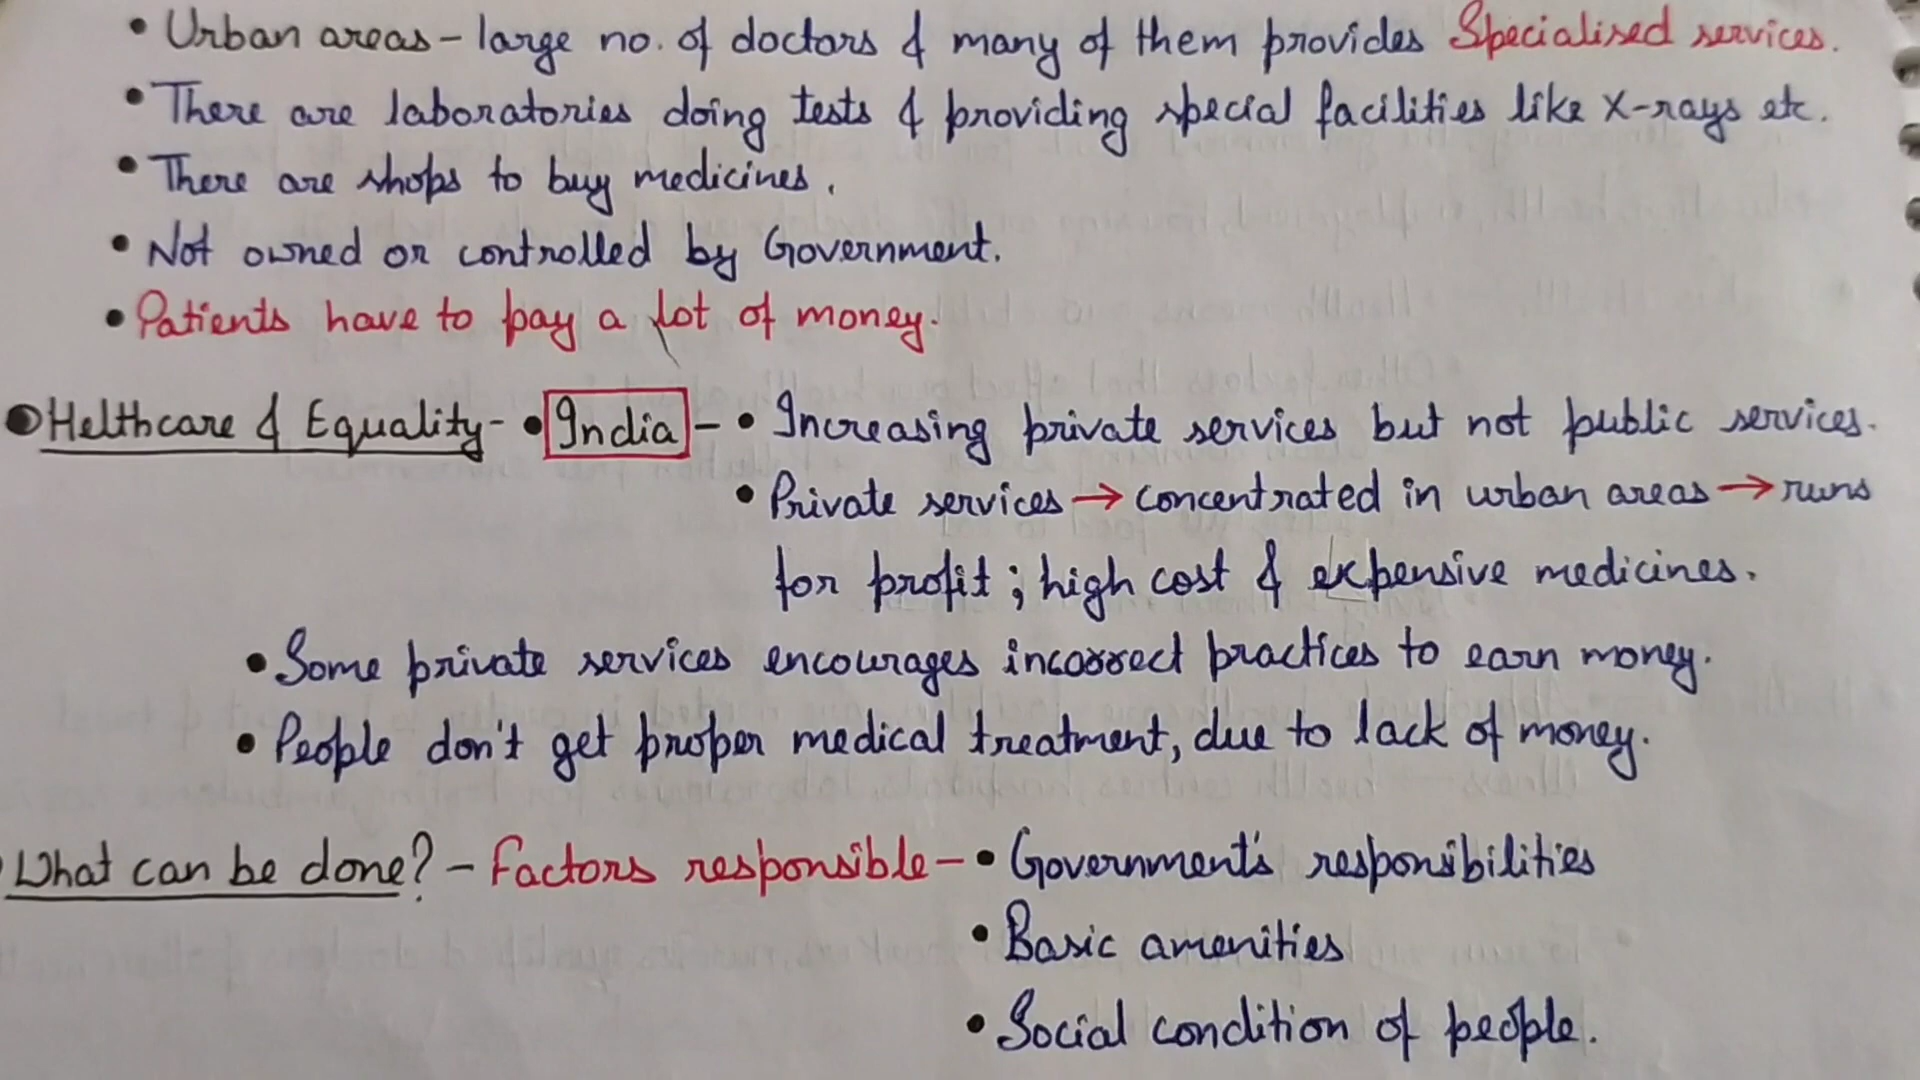 • Urban areas - large no. of doctors & many of them provides Specialised services.
• There are laboratories doing tests & providing special facilities like X-rays etc.
• There are shops to buy medicines.
• Not owned or controlled by Government.
• Patients have to pay a lot of money.
• Helthcare & Equality - • India - • Increasing private services but not public services.
• Private services → concentrated in urban areas → runs
for profit ; high cost & expensive medicines.
• Some private services encourages incorrect practices to earn money.
• People don't get proper medical treatment, due to lack of money.
What can be done? - Factors responsible - • Government's responsibilities
• Basic amenities
• Social condition of people.